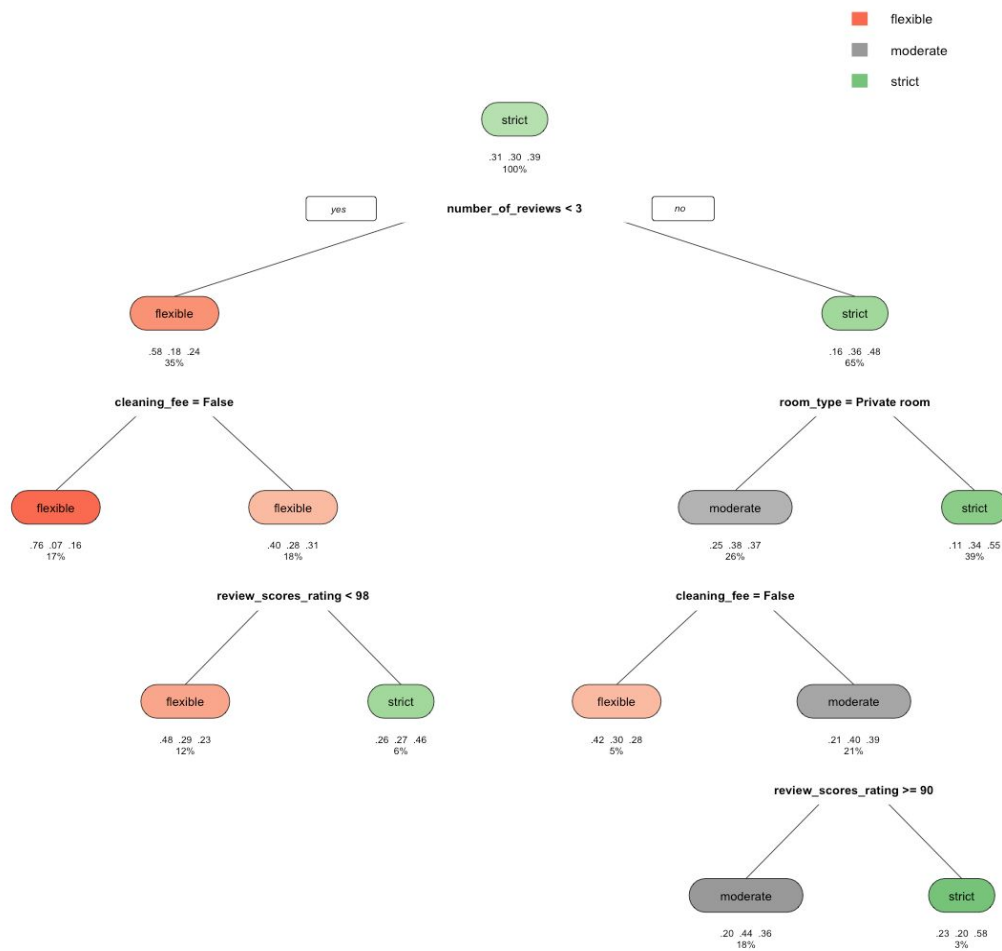 flexible
moderate
strict
strict
.31 .30 .39
100%
yes
number_of_reviews < 3
no
flexible
.58 .18 .24
35%
strict
.16 .36 .48
65%
cleaning_fee = False
room_type = Private room
flexible
.76 .07 .16
17%
flexible
.40 .28 .31
18%
moderate
.25 .38 .37
26%
strict
.11 .34 .55
39%
review_scores_rating < 98
cleaning_fee = False
flexible
.48 .29 .23
12%
strict
.26 .27 .46
6%
flexible
.42 .30 .28
5%
moderate
.21 .40 .39
21%
review_scores_rating >= 90
moderate
.20 .44 .36
18%
strict
.23 .20 .58
3%